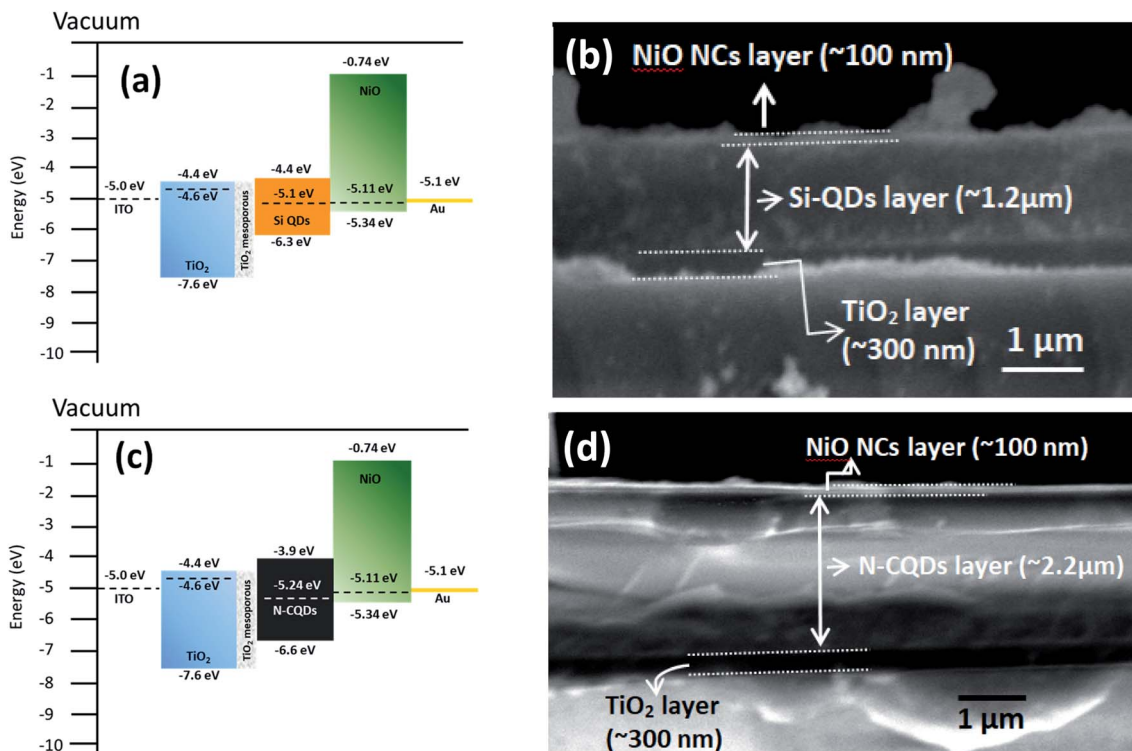 Vacuum
(a)
Energy (eV)
-1
-2
-3
-4
-5
-6
-7
-8
-9
-10
-5.0 eV
ITO
-4.4 eV
-4.6 eV
TiO₂
-7.6 eV
TiO₂ mesoporous
-4.4 eV
-5.1 eV
Si QDs
-6.3 eV
-0.74 eV
NiO
-5.11 eV
-5.34 eV
-5.1 eV
Au
(b)
NiO NCs layer (~100 nm)
Si-QDs layer (~1.2μm)
TiO₂ layer
(~300 nm)
1 μm
Vacuum
(c)
Energy (eV)
-1
-2
-3
-4
-5
-6
-7
-8
-9
-10
-5.0 eV
ITO
-4.4 eV
-4.6 eV
TiO₂
-7.6 eV
TiO₂ mesoporous
-3.9 eV
-5.24 eV
N-CQDs
-6.6 eV
-0.74 eV
NiO
-5.11 eV
-5.34 eV
-5.1 eV
Au
(d)
NiO NCs layer (~100 nm)
N-CQDs layer (~2.2μm)
TiO₂ layer
(~300 nm)
1 μm